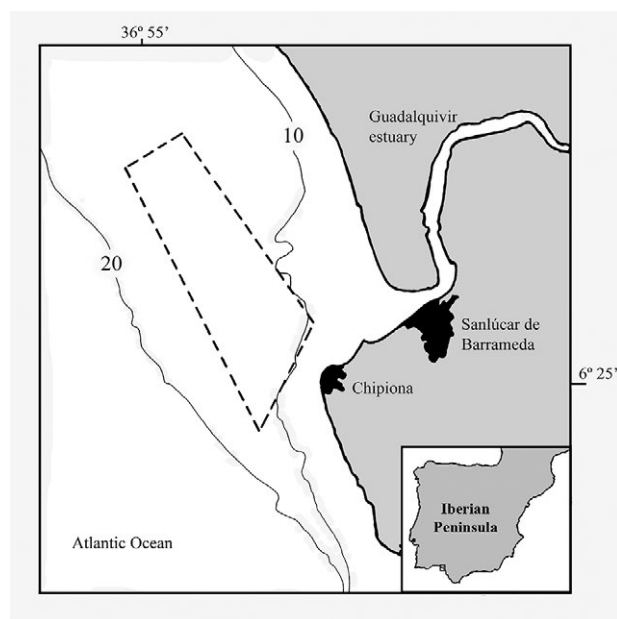 36º 55’
10
Guadalquivir
estuary
20
Sanlúcar de
Barrameda
6º 25’
Chipiona
Iberian
Peninsula
Atlantic Ocean